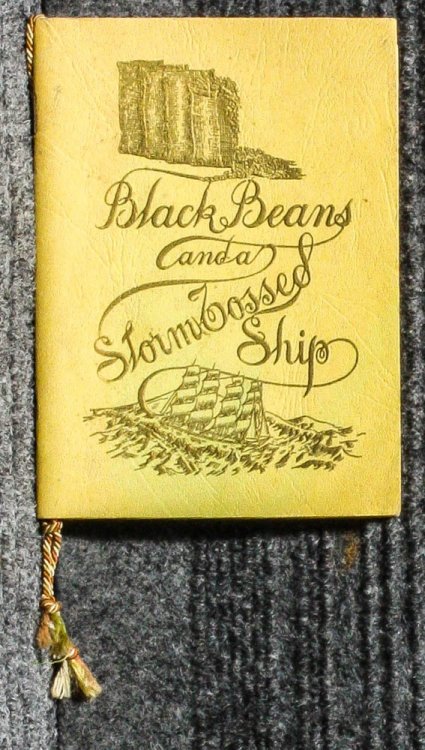 Black Beans
and a
Storm Tossed
Ship